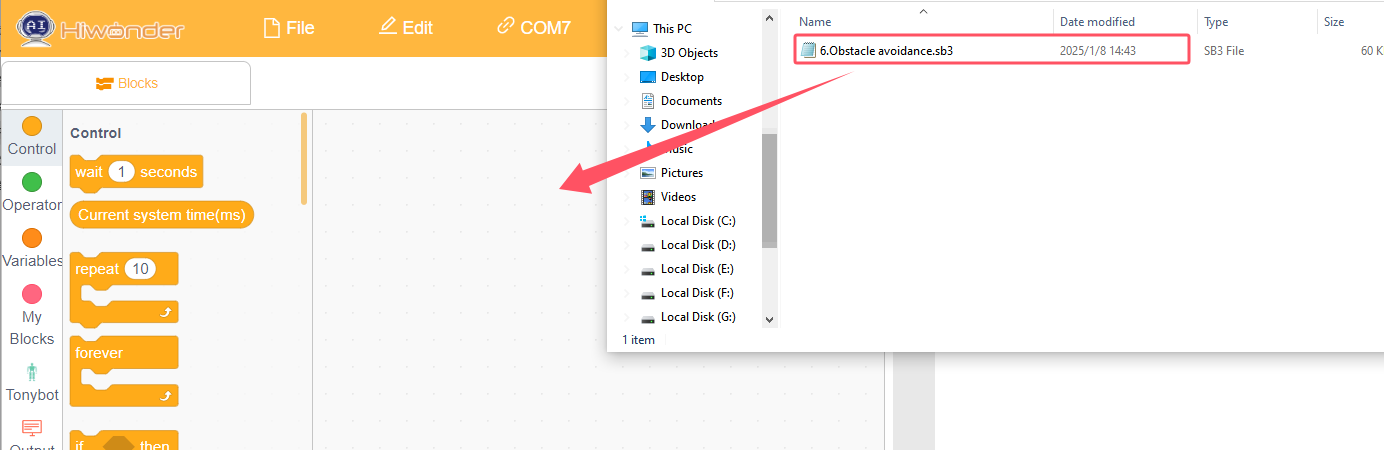 AI Hiwonder
File
Edit
COM7
Blocks
Control
Operator
Variables
My
Blocks
Tonybot
Control
wait 1 seconds
Current system time(ms)
repeat 10
forever
if then
This PC
3D Objects
Desktop
Documents
Pictures
Videos
Local Disk (C:)
Local Disk (D:)
Local Disk (E:)
Local Disk (F:)
Local Disk (G:)
1 item
Name Date modified Type Size
6.Obstacle avoidance.sb3 2025/1/8 14:43 SB3 File 60 K